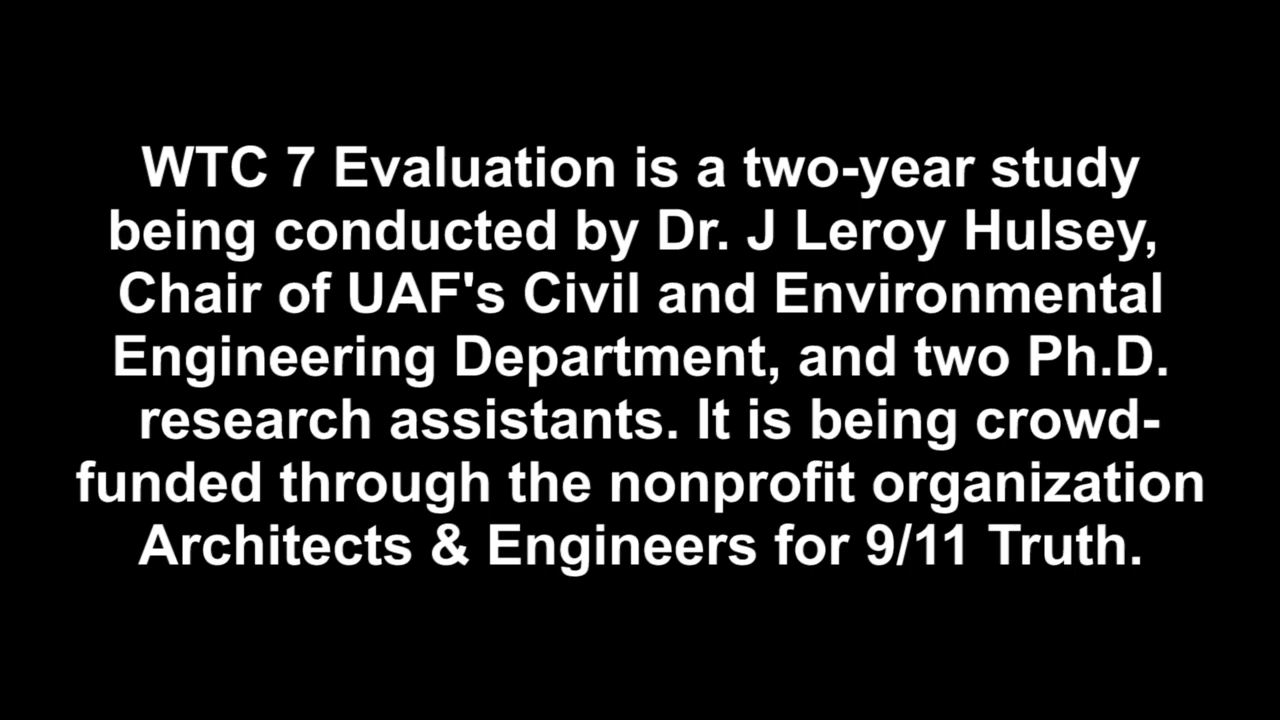 WTC 7 Evaluation is a two-year study
being conducted by Dr. J Leroy Hulsey,
Chair of UAF's Civil and Environmental
Engineering Department, and two Ph.D.
research assistants. It is being crowd-
funded through the nonprofit organization
Architects & Engineers for 9/11 Truth.